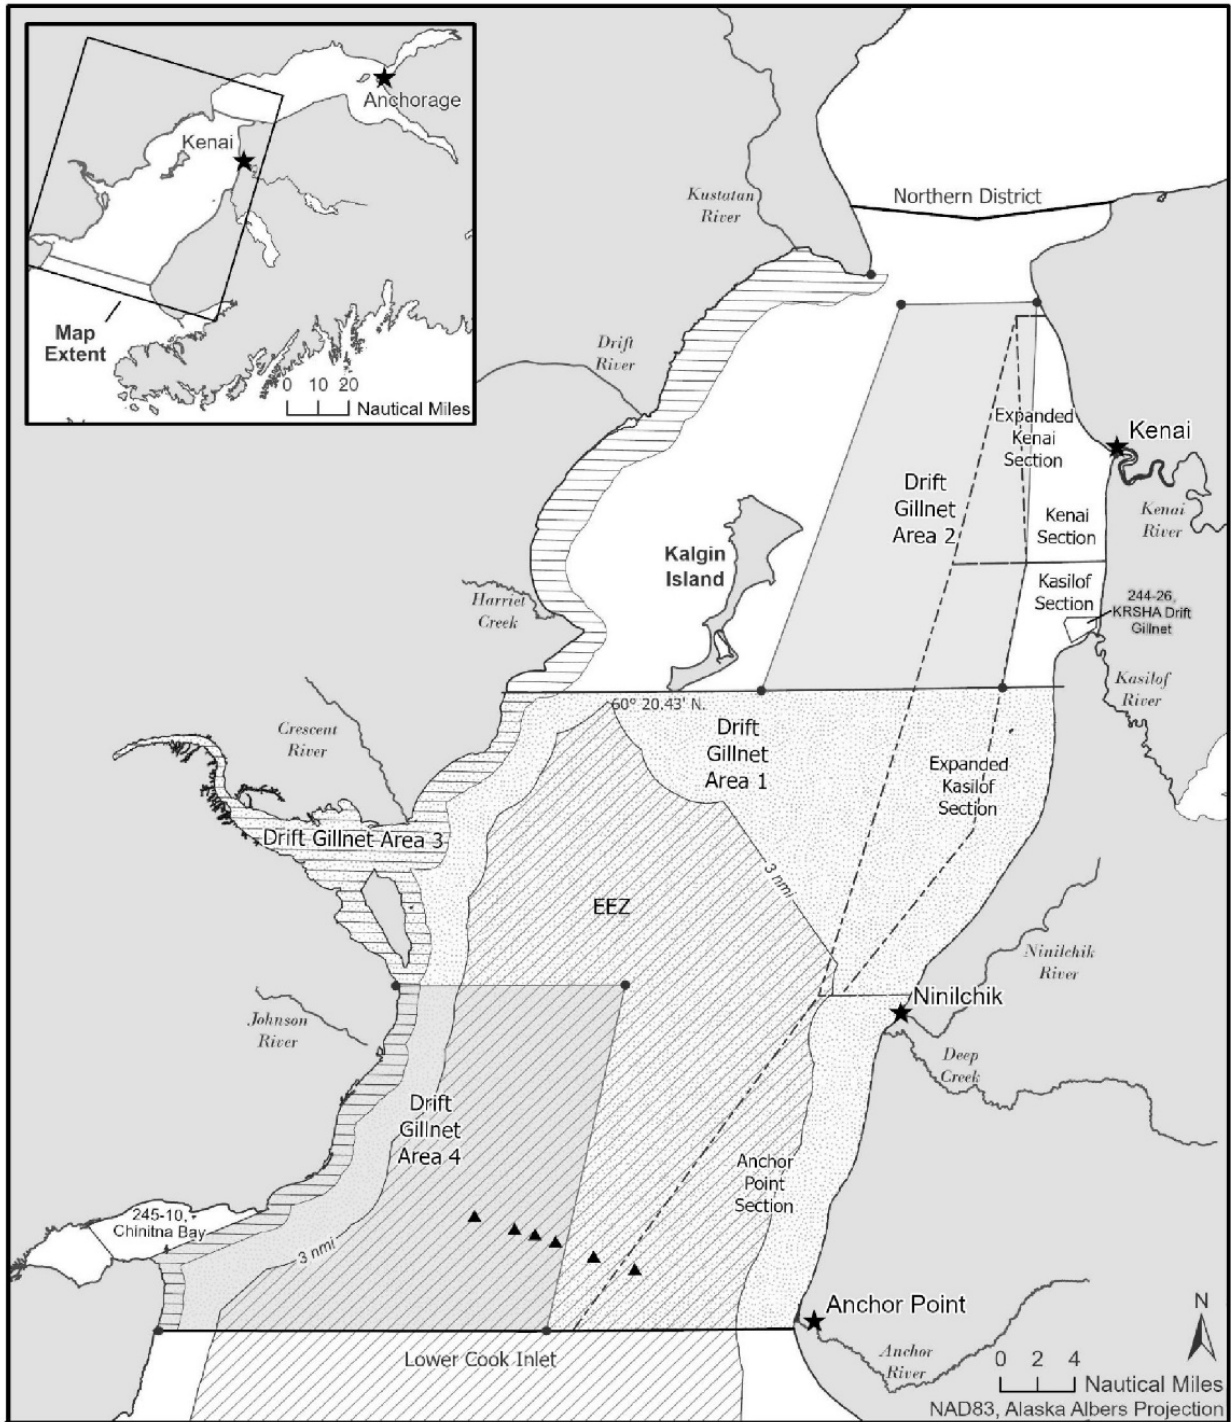 Anchorage
Kenai
Map
Extent
0 10 20
Nautical Miles
Northern District
Kustatan
River
Drift
River
Expanded
Kenai
Section
Kenai
Drift
Gillnet
Area 2
Kenai
River
Kenai
Section
Kalgin
Island
Kasilof
Section
244-26,
KRSHA Drift
Gillnet
Harriet
Creek
Kasilof
River
60° 20.43' N.
Crescent
River
Drift
Gillnet
Area 1
Expanded
Kasilof
Section
Drift Gillnet Area 3
3 nmi
EEZ
Ninilchik
River
Ninilchik
Johnson
River
Deep
Creek
Drift
Gillnet
Area 4
Anchor
Point
Section
245-10,
Chinitna Bay
3 nmi
Anchor Point
N
Lower Cook Inlet
Anchor
River
0 2 4
Nautical Miles
NAD83, Alaska Albers Projection